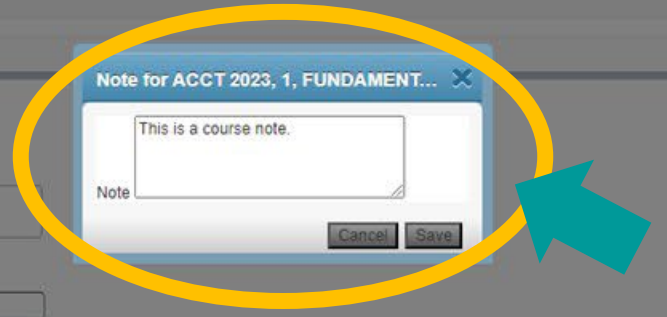 Note for ACCT 2023, 1, FUNDAMENT...
This is a course note.
Note
Cancel Save